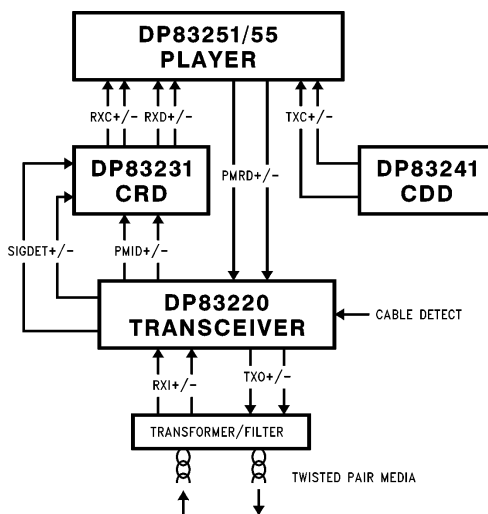 DP83251/55
PLAYER
RXC+/-
RXD+/-
TXC+/-
DP83231
CRD
PMRD+/-
DP83241
CDD
SIGDET+/-
PMID+/-
DP83220
TRANSCEIVER
CABLE DETECT
RXI+/-
TXO+/-
TRANSFORMER/FILTER
TWISTED PAIR MEDIA